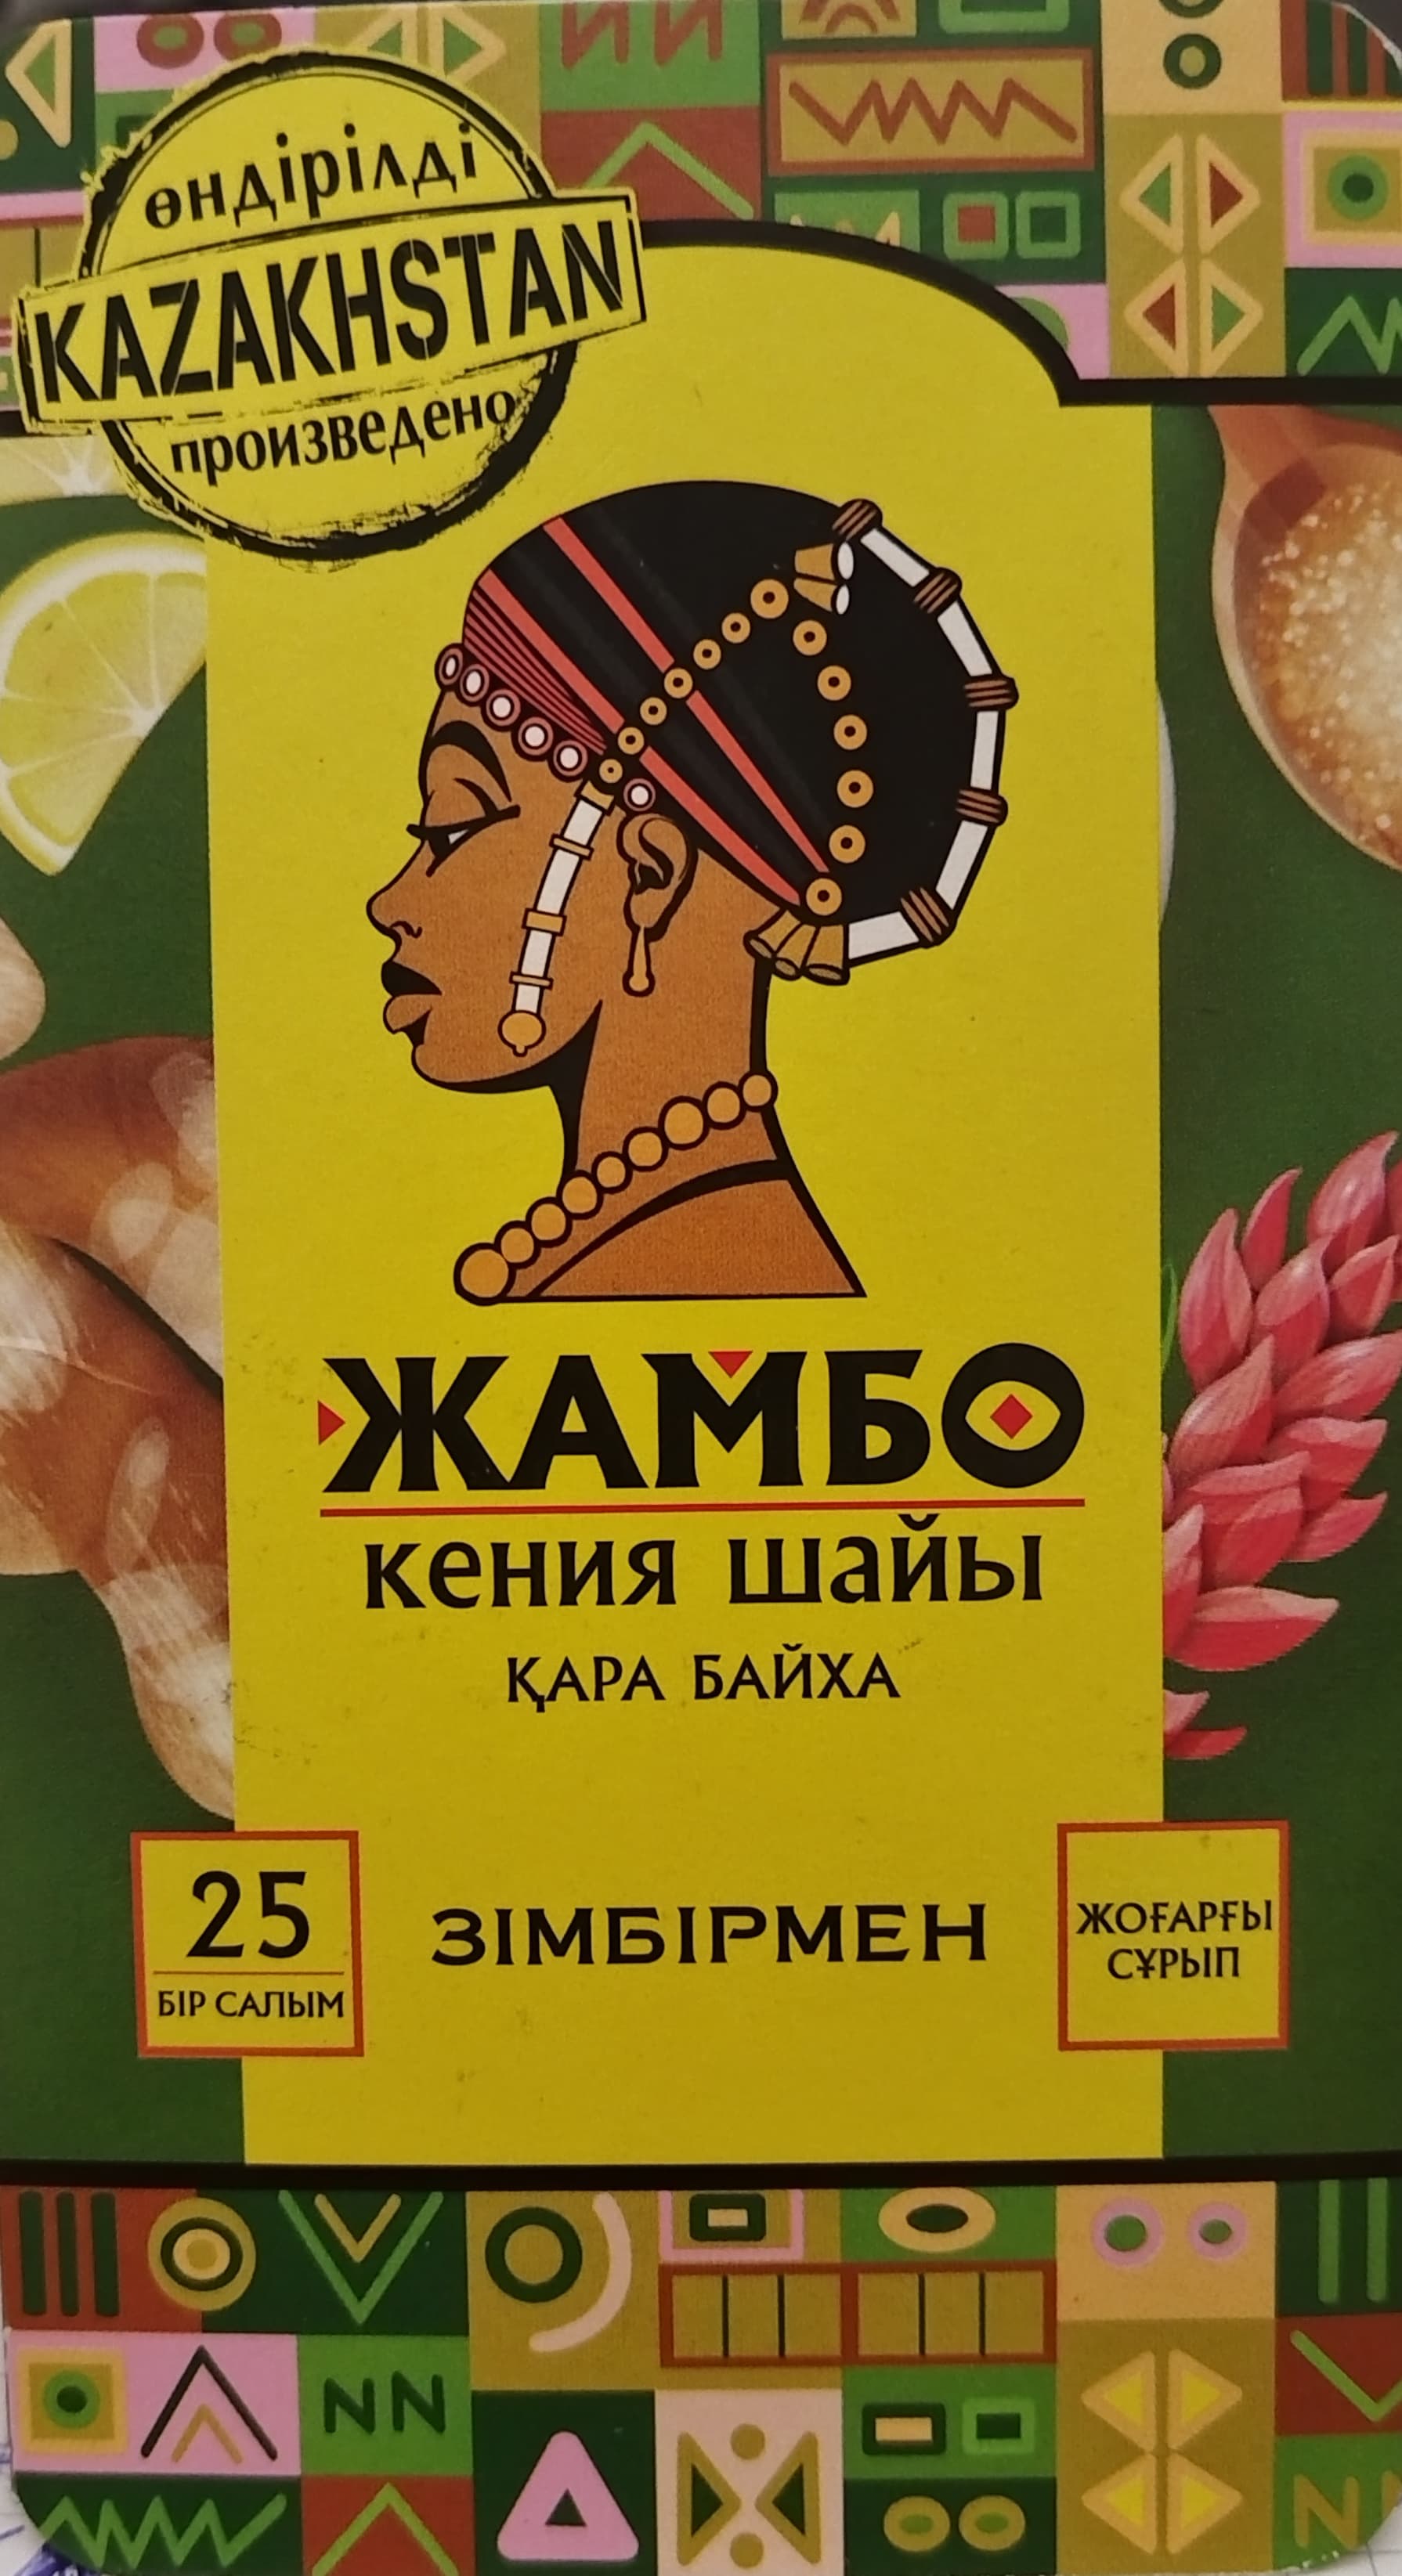 өндірілді
KAZAKHSTAN
произведено
ЖАМБО
кения шайы
ҚАРА БАЙХА
25
БІР САЛЫМ
ЗІМБІРМЕН
ЖОҒАРҒЫ
СҰРЫП